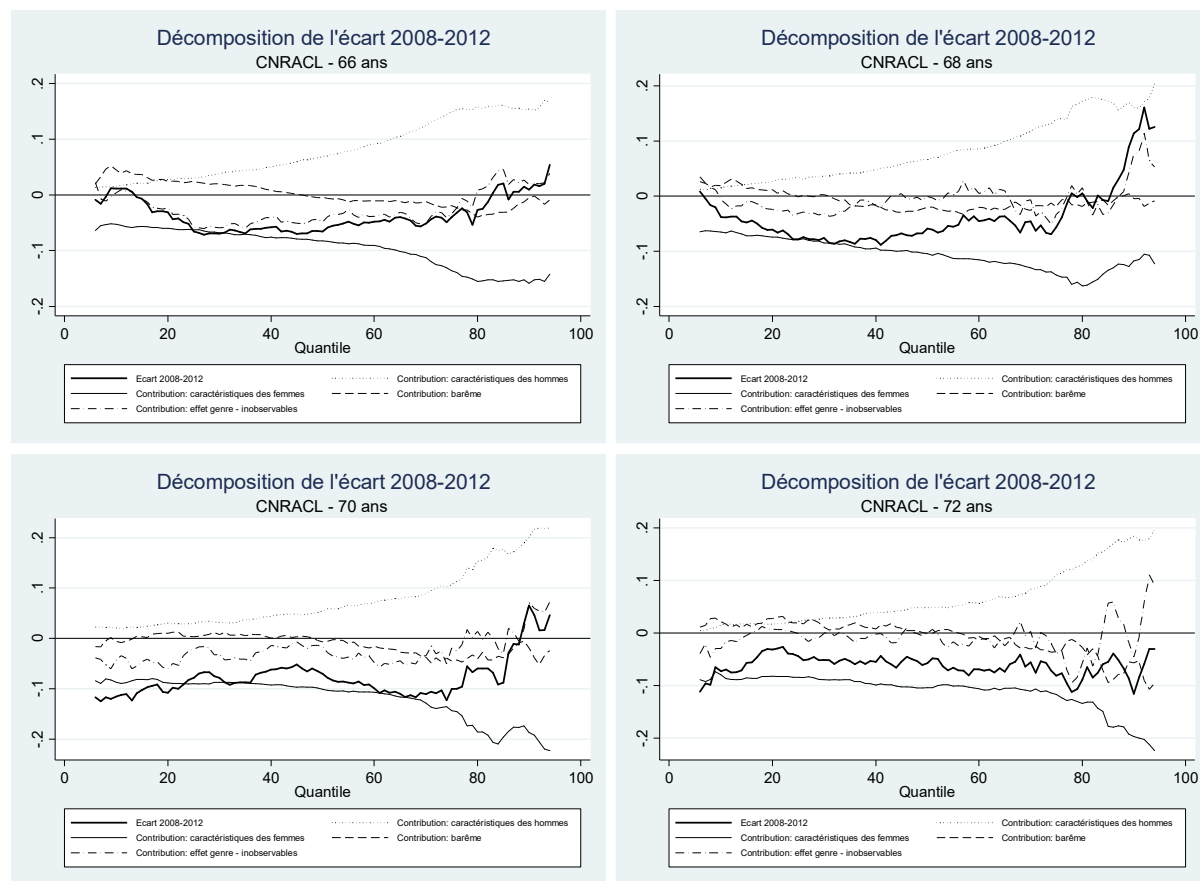 Décomposition de l'écart 2008-2012
CNRACL - 66 ans
.2
.1
0
-.1
-.2
0 20 40 60 80 100
Quantile
Ecart 2008-2012 Contribution: caractéristiques des hommes
Contribution: caractéristiques des femmes Contribution: barême
Contribution: effet genre - inobservables
Décomposition de l'écart 2008-2012
CNRACL - 68 ans
.2
.1
0
-.1
-.2
0 20 40 60 80 100
Quantile
Ecart 2008-2012 Contribution: caractéristiques des hommes
Contribution: caractéristiques des femmes Contribution: barême
Contribution: effet genre - inobservables
Décomposition de l'écart 2008-2012
CNRACL - 70 ans
.2
.1
0
-.1
-.2
0 20 40 60 80 100
Quantile
Ecart 2008-2012 Contribution: caractéristiques des hommes
Contribution: caractéristiques des femmes Contribution: barême
Contribution: effet genre - inobservables
Décomposition de l'écart 2008-2012
CNRACL - 72 ans
.2
.1
0
-.1
-.2
0 20 40 60 80 100
Quantile
Ecart 2008-2012 Contribution: caractéristiques des hommes
Contribution: caractéristiques des femmes Contribution: barême
Contribution: effet genre - inobservables